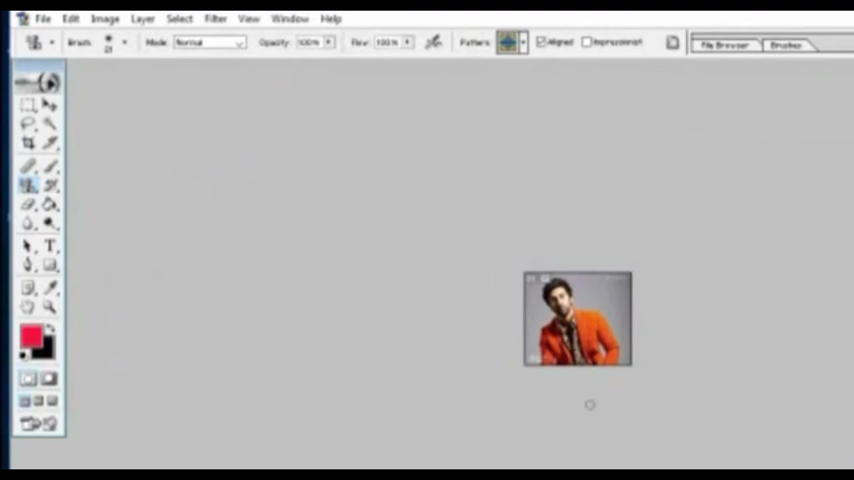 File Edit Image Layer Select Filter View Window Help
Brush: 21 Mode: Normal Opacity: 100% Flow: 100% Pattern: Aligned Impressionist File Browser Brushes
T